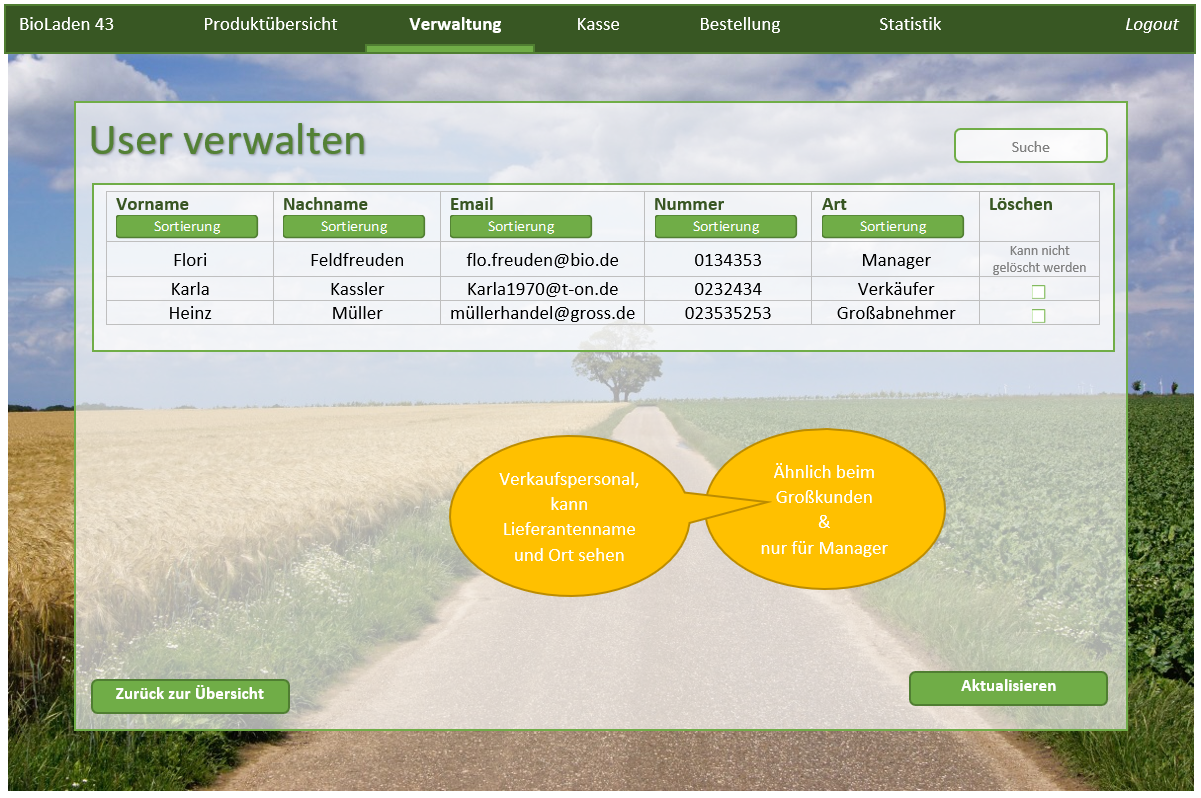 BioLaden 43 Produktübersicht Verwaltung Kasse Bestellung Statistik Logout
User verwalten
Suche
Vorname Nachname Email Nummer Art Löschen
Sortierung Sortierung Sortierung Sortierung Sortierung
Flori Feldfreuden flo.freuden@bio.de 0134353 Manager Kann nicht
gelöscht werden
Karla Kassler Karla1970@t-on.de 0232434 Verkäufer
Heinz Müller müllerhandel@gross.de 023535253 Großabnehmer
Verkaufspersonal,
kann
Lieferantenname
und Ort sehen
Ähnlich beim
Großkunden
&
nur für Manager
Zurück zur Übersicht
Aktualisieren